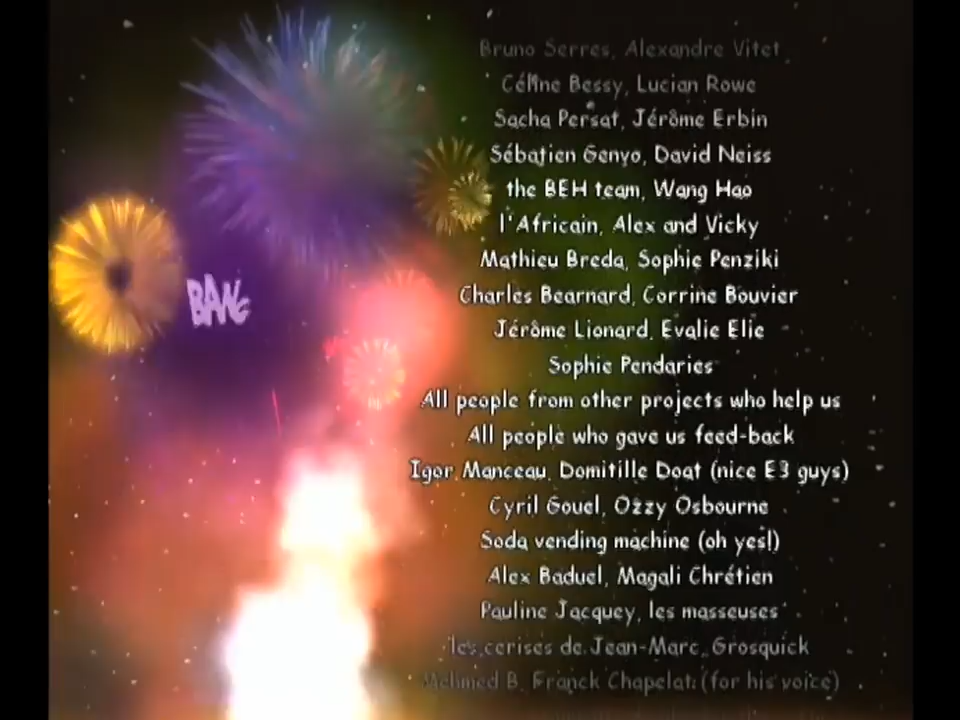 Bruno Serres, Alexandre Vitet
Céline Bessy, Lucian Rowe
Sacha Persat, Jérôme Erbin
Sébatien Genyo, David Neiss
the BEH team, Wang Hao
l'Africain, Alex and Vicky
BANG
Mathieu Breda, Sophie Penziki
Charles Bearnard, Corrine Bouvier
Jérôme Lionard, Evalie Elie
Sophie Pendaries
All people from other projects who help us
All people who gave us feed-back
Igor Manceau, Domitille Doat (nice E3 guys)
Cyril Gouel, Ozzy Osbourne
Soda vending machine (oh yes!)
Alex Baduel, Magali Chrétien
Pauline Jacquey, les masseuses
les cerises de Jean-Marc, Grosquick
Mehmed B, Franck Chapelat (for his voice)